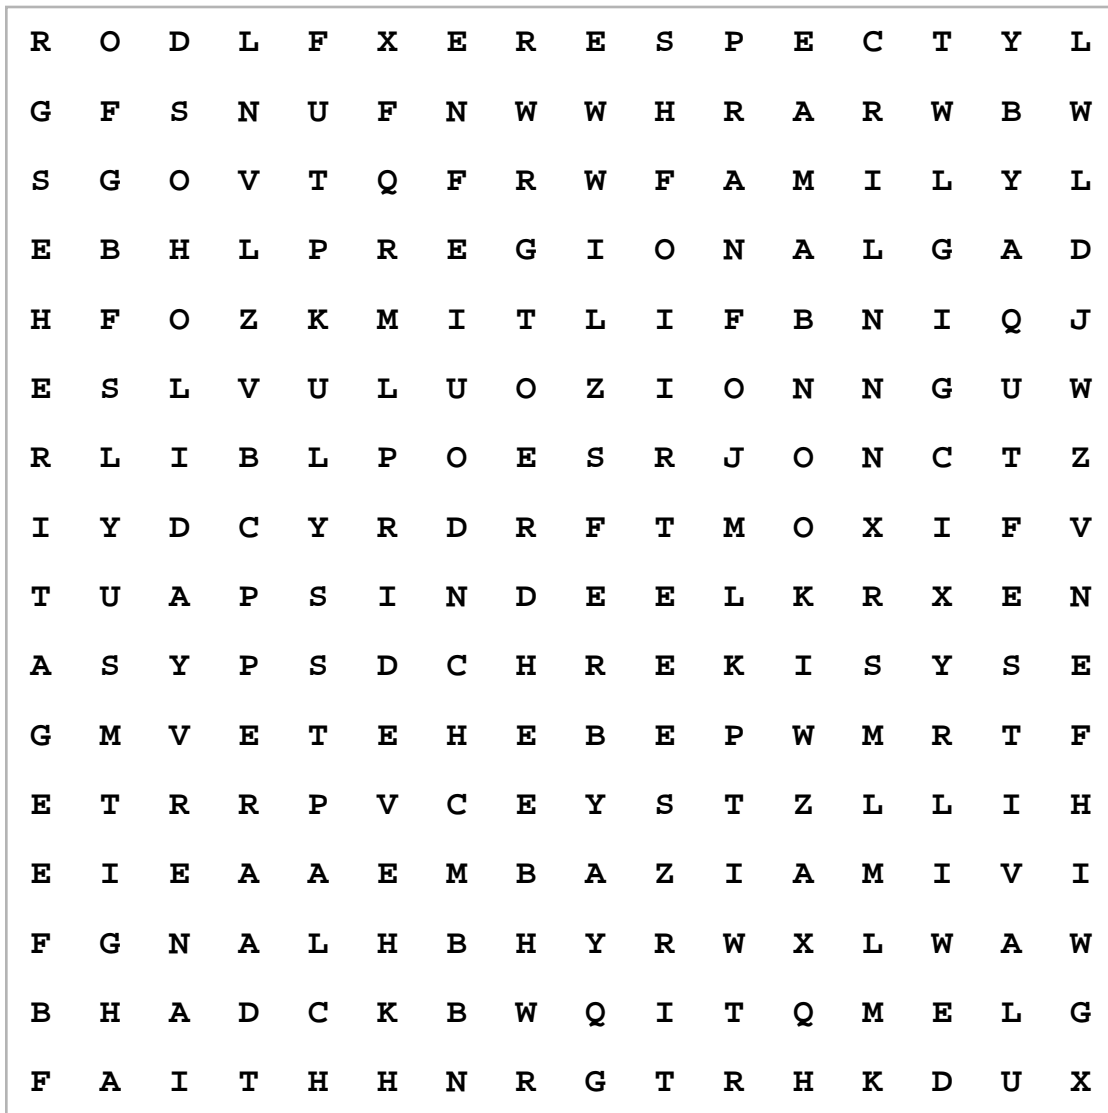 R O D L F X E R E S P E C T Y L
G F S N U F N W W H R A R W B W
S G O V T Q F R W F A M I L Y L
E B H L P R E G I O N A L G A D
H F O Z K M I T L I F B N I Q J
E S L V U L U O Z I O N N G U W
R L I B L P O E S R J O N C T Z
I Y D C Y R D R F T M O X I F V
T U A P S I N D E E L K R X E N
A S Y P S D C H R E K I S Y S E
G M V E T E H E B E P W M R T F
E T R R P V C E Y S T Z L L I H
E I E A A E M B A Z I A M I V I
F G N A L H B H Y R W X L W A W
B H A D C K B W Q I T Q M E L G
F A I T H H N R G T R H K D U X